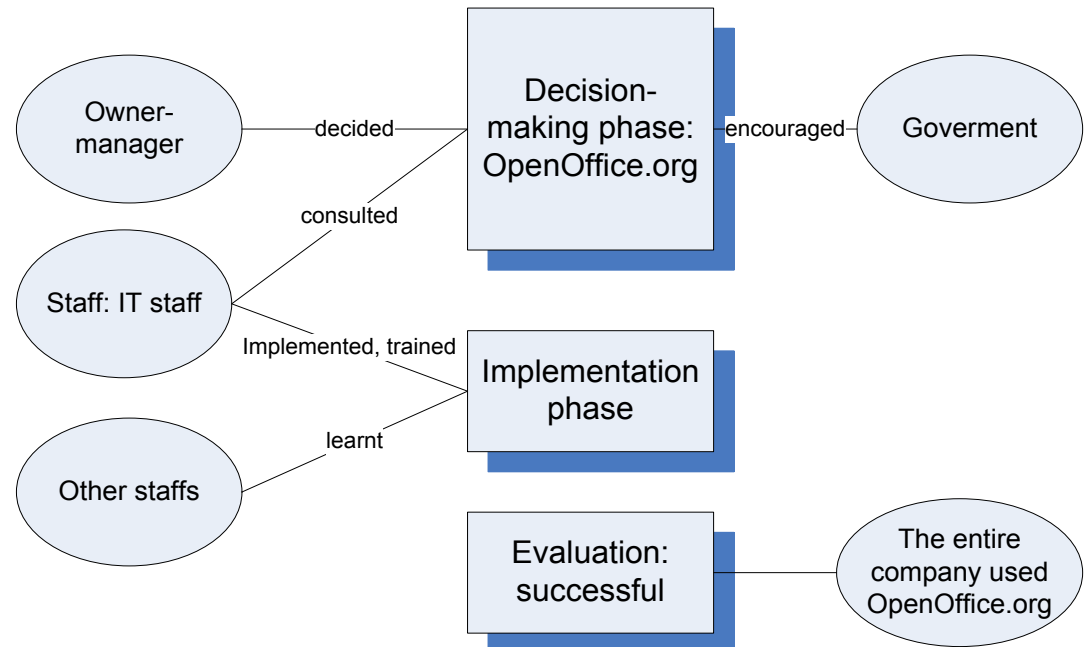 Owner-
manager
decided
Decision-
making phase:
OpenOffice.org
encouraged
Goverment
consulted
Staff: IT staff
Implemented, trained
Implementation
phase
learnt
Other staffs
Evaluation:
successful
The entire
company used
OpenOffice.org